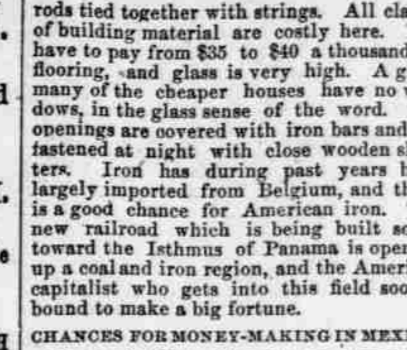 rods tied together with strings. All cla
of building material are costly here.
have to pay from $35 to $40 a thousand
flooring, and glass is very high. A g
many of the cheaper houses have no w
dows, in the glass sense of the word.
openings are covered with iron bars and
fastened at night with close wooden s
ters. Iron has during past years h
largely imported from Belgium, and th
is a good chance for American iron.
new railroad which is being built so
toward the Isthmus of Panama is open
up a coal and iron region, and the Ameri
capitalist who gets into this field soo
bound to make a big fortune.
CHANCES FOR MONEY-MAKING IN MEXI